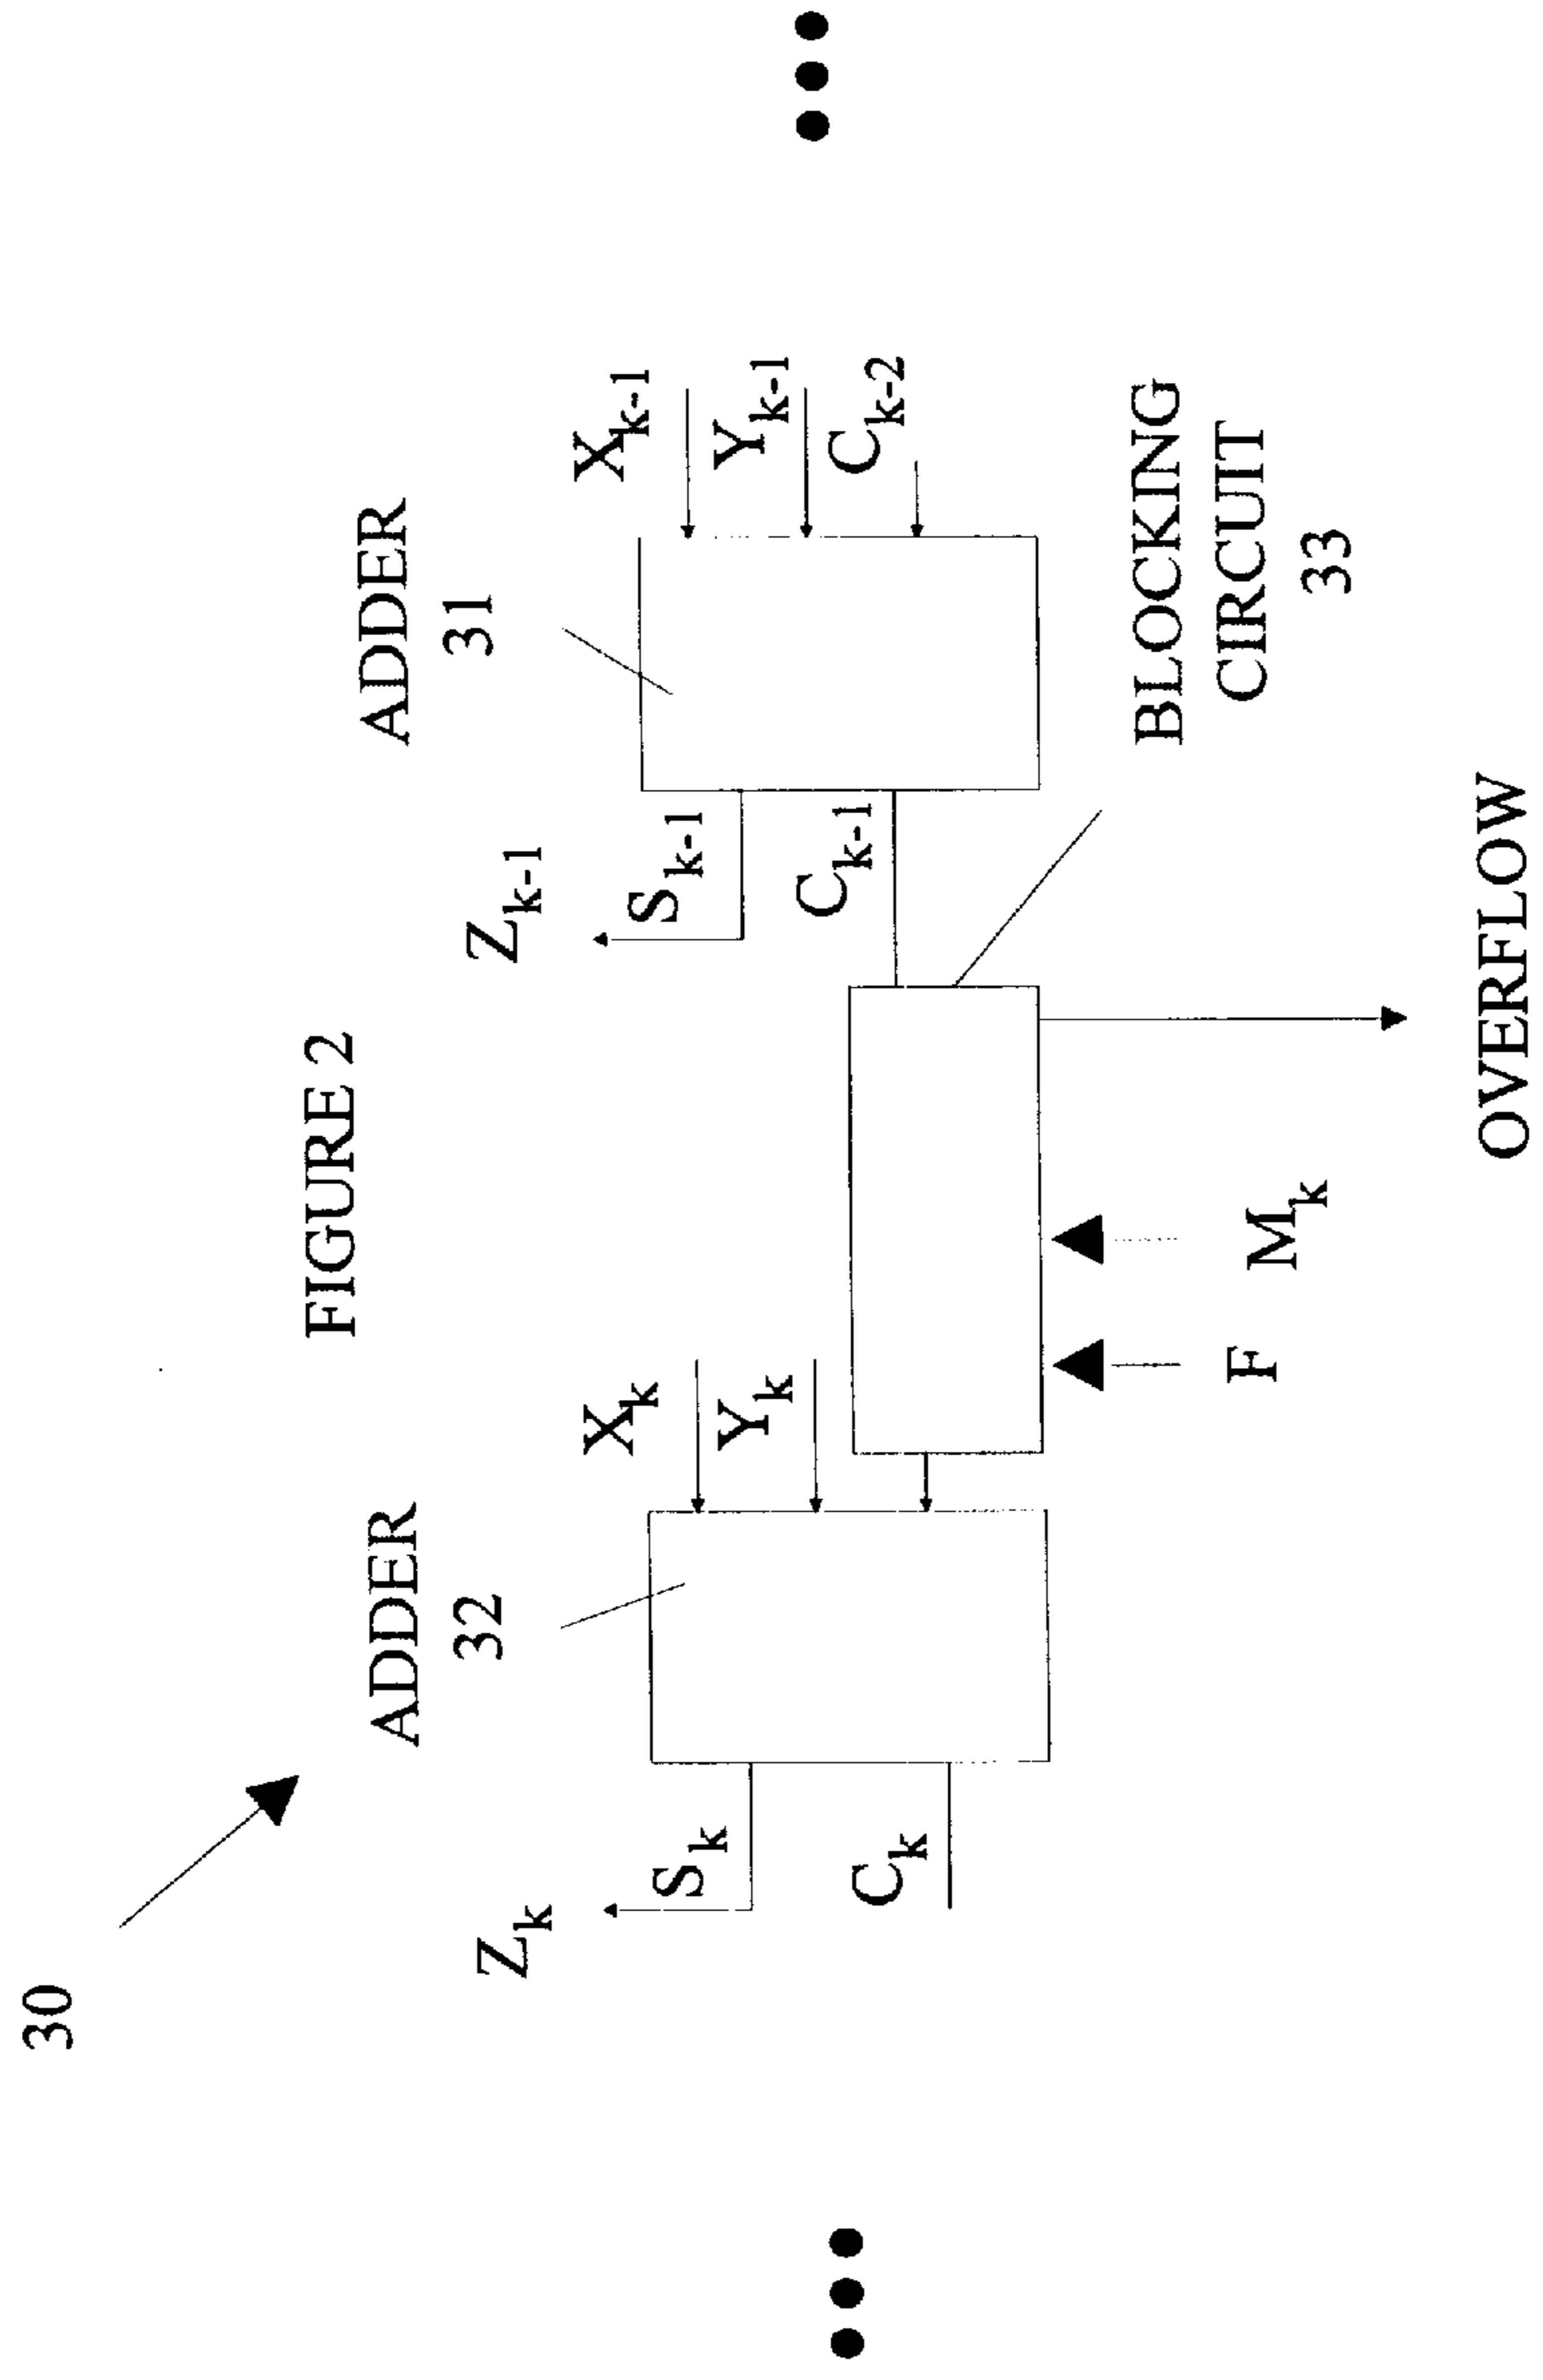 30
FIGURE 2
ADDER
32
ADDER
31
Z_k
Z_{k-1}
X_k
X_{k-1}
S_k
S_{k-1}
Y_k
Y_{k-1}
C_k
C_{k-1}
C_{k-2}
BLOCKING
CIRCUIT
33
F
M_k
OVERFLOW